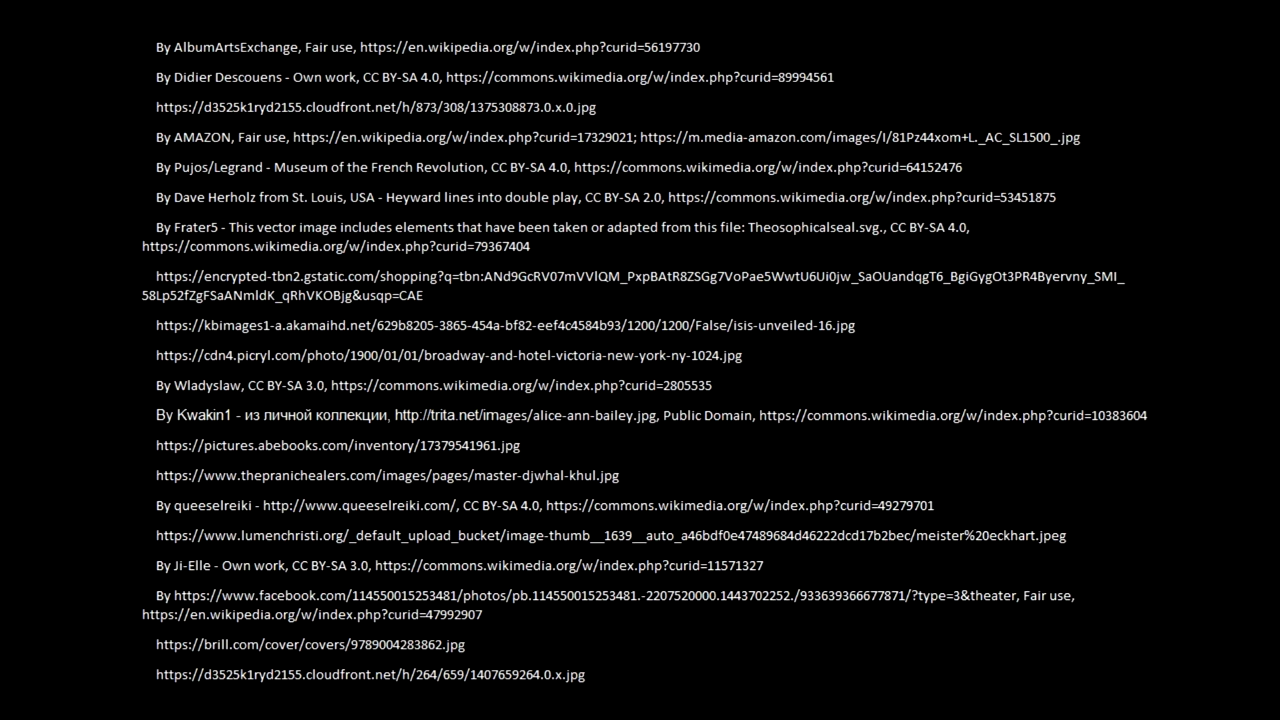 By AlbumArtsExchange, Fair use, https://en.wikipedia.org/w/index.php?curid=56197730
By Didier Descouens - Own work, CC BY-SA 4.0, https://commons.wikimedia.org/w/index.php?curid=89994561
https://d3525k1ryd2155.cloudfront.net/h/873/308/1375308873.0.x.0.jpg
By AMAZON, Fair use, https://en.wikipedia.org/w/index.php?curid=17329021; https://m.media-amazon.com/images/I/81Pz44xom+L._AC_SL1500_.jpg
By Pujos/Legrand - Museum of the French Revolution, CC BY-SA 4.0, https://commons.wikimedia.org/w/index.php?curid=64152476
By Dave Herholz from St. Louis, USA - Heyward lines into double play, CC BY-SA 2.0, https://commons.wikimedia.org/w/index.php?curid=53451875
By Frater5 - This vector image includes elements that have been taken or adapted from this file: Theosophicalseal.svg., CC BY-SA 4.0,
https://commons.wikimedia.org/w/index.php?curid=79367404
https://encrypted-tbn2.gstatic.com/shopping?q=tbn:ANd9GcRV07mVVlQM_PxpBAtR8ZSGg7VoPae5WwtU6Ui0jw_SaOUandqgT6_BgiGygOt3PR4Byervny_SMI_
58Lp52fZgFSaANmldK_qRhVKOBjg&usqp=CAE
https://kbimages1-a.akamaihd.net/629b8205-3865-454a-bf82-eef4c4584b93/1200/1200/False/isis-unveiled-16.jpg
https://cdn4.picryl.com/photo/1900/01/01/broadway-and-hotel-victoria-new-york-ny-1024.jpg
By Wladyslaw, CC BY-SA 3.0, https://commons.wikimedia.org/w/index.php?curid=2805535
By Kwakin1 - из личной коллекции, http://trita.net/images/alice-ann-bailey.jpg, Public Domain, https://commons.wikimedia.org/w/index.php?curid=10383604
https://pictures.abebooks.com/inventory/17379541961.jpg
https://www.thepranichealers.com/images/pages/master-djwhal-khul.jpg
By queeselreiki - http://www.queeselreiki.com/, CC BY-SA 4.0, https://commons.wikimedia.org/w/index.php?curid=49279701
https://www.lumenchristi.org/_default_upload_bucket/image-thumb__1639__auto_a46bdf0e47489684d46222dcd17b2bec/meister%20eckhart.jpeg
By Ji-Elle - Own work, CC BY-SA 3.0, https://commons.wikimedia.org/w/index.php?curid=11571327
By https://www.facebook.com/114550015253481/photos/pb.114550015253481.-2207520000.1443702252./933639366677871/?type=3&theater, Fair use,
https://en.wikipedia.org/w/index.php?curid=47992907
https://brill.com/cover/covers/9789004283862.jpg
https://d3525k1ryd2155.cloudfront.net/h/264/659/1407659264.0.x.jpg